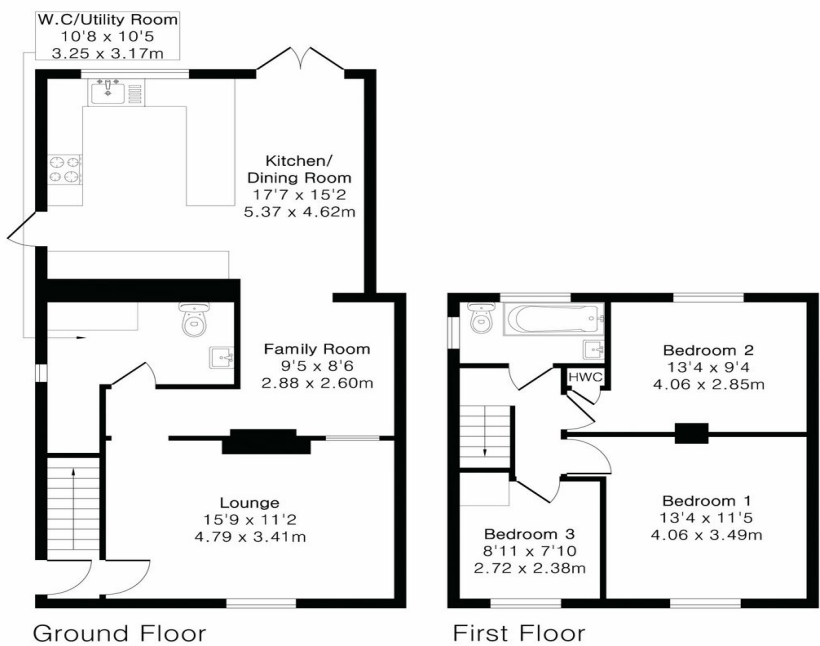 W.C/Utility Room
10'8 x 10'5
3.25 x 3.17m
Kitchen/
Dining Room
17'7 x 15'2
5.37 x 4.62m
Family Room
9'5 x 8'6
2.88 x 2.60m
Lounge
15'9 x 11'2
4.79 x 3.41m
Ground Floor
HWC
Bedroom 2
13'4 x 9'4
4.06 x 2.85m
Bedroom 1
13'4 x 11'5
4.06 x 3.49m
Bedroom 3
8'11 x 7'10
2.72 x 2.38m
First Floor